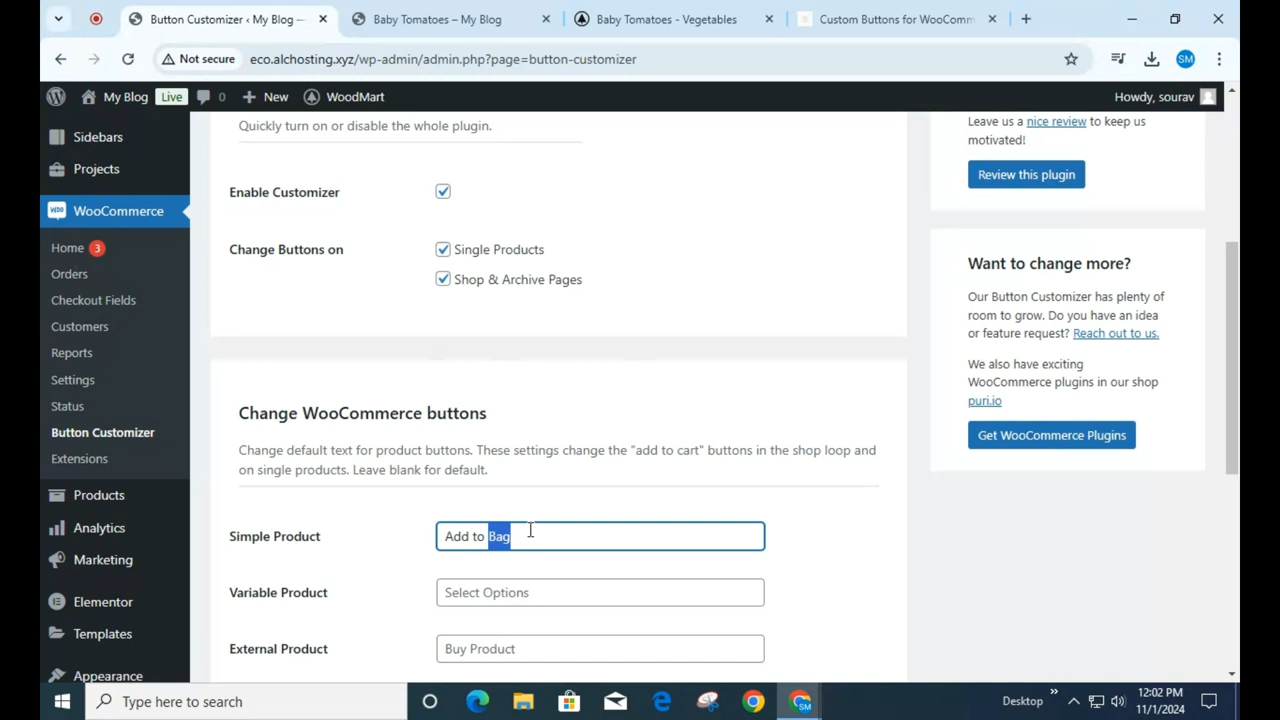 Button Customizer ‹ My Blog —
Baby Tomatoes – My Blog
Baby Tomatoes - Vegetables
Custom Buttons for WooComm
Not secure
eco.alchosting.xyz/wp-admin/admin.php?page=button-customizer
SM
My Blog
Live
0
New
WoodMart
Howdy, sourav
Sidebars
Projects
WooCommerce
Home 3
Orders
Checkout Fields
Customers
Reports
Settings
Status
Button Customizer
Extensions
Products
Analytics
Marketing
Elementor
Templates
Appearance
Quickly turn on or disable the whole plugin.
Enable Customizer
Change Buttons on
Single Products
Shop & Archive Pages
Change WooCommerce buttons
Change default text for product buttons. These settings change the "add to cart" buttons in the shop loop and
on single products. Leave blank for default.
Simple Product
Add to Bag
Variable Product
Select Options
External Product
Buy Product
Leave us a nice review to keep us
motivated!
Review this plugin
Want to change more?
Our Button Customizer has plenty of
room to grow. Do you have an idea
or feature request? Reach out to us.
We also have exciting
WooCommerce plugins in our shop
puri.io
Get WooCommerce Plugins
Type here to search
SM
Desktop
12:02 PM
11/1/2024